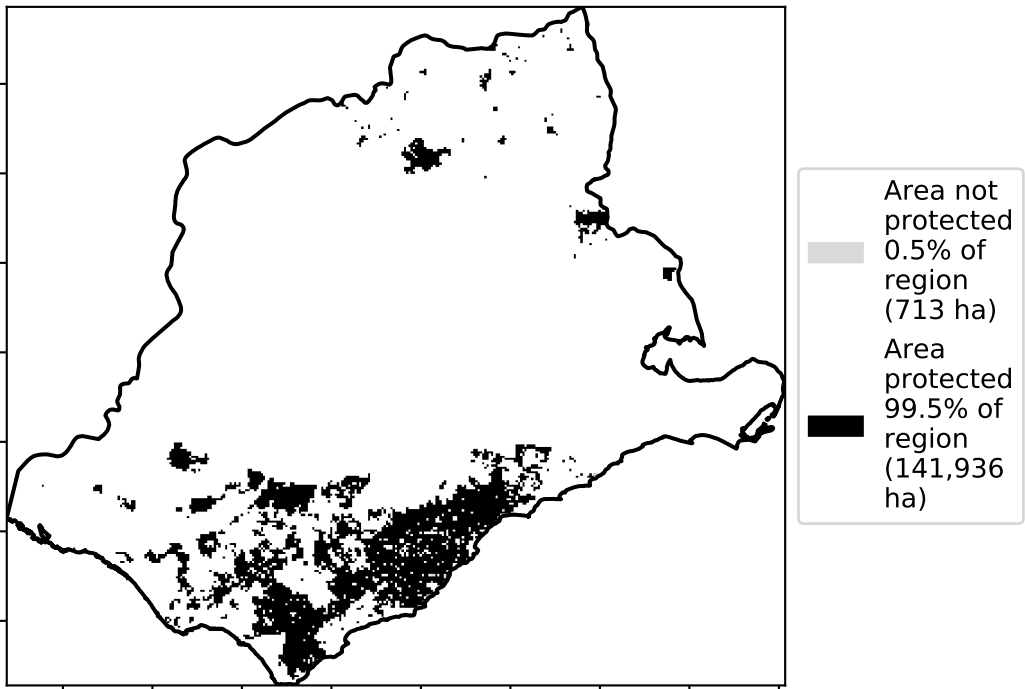 Area not
protected
0.5% of
region
(713 ha)
Area
protected
99.5% of
region
(141,936
ha)